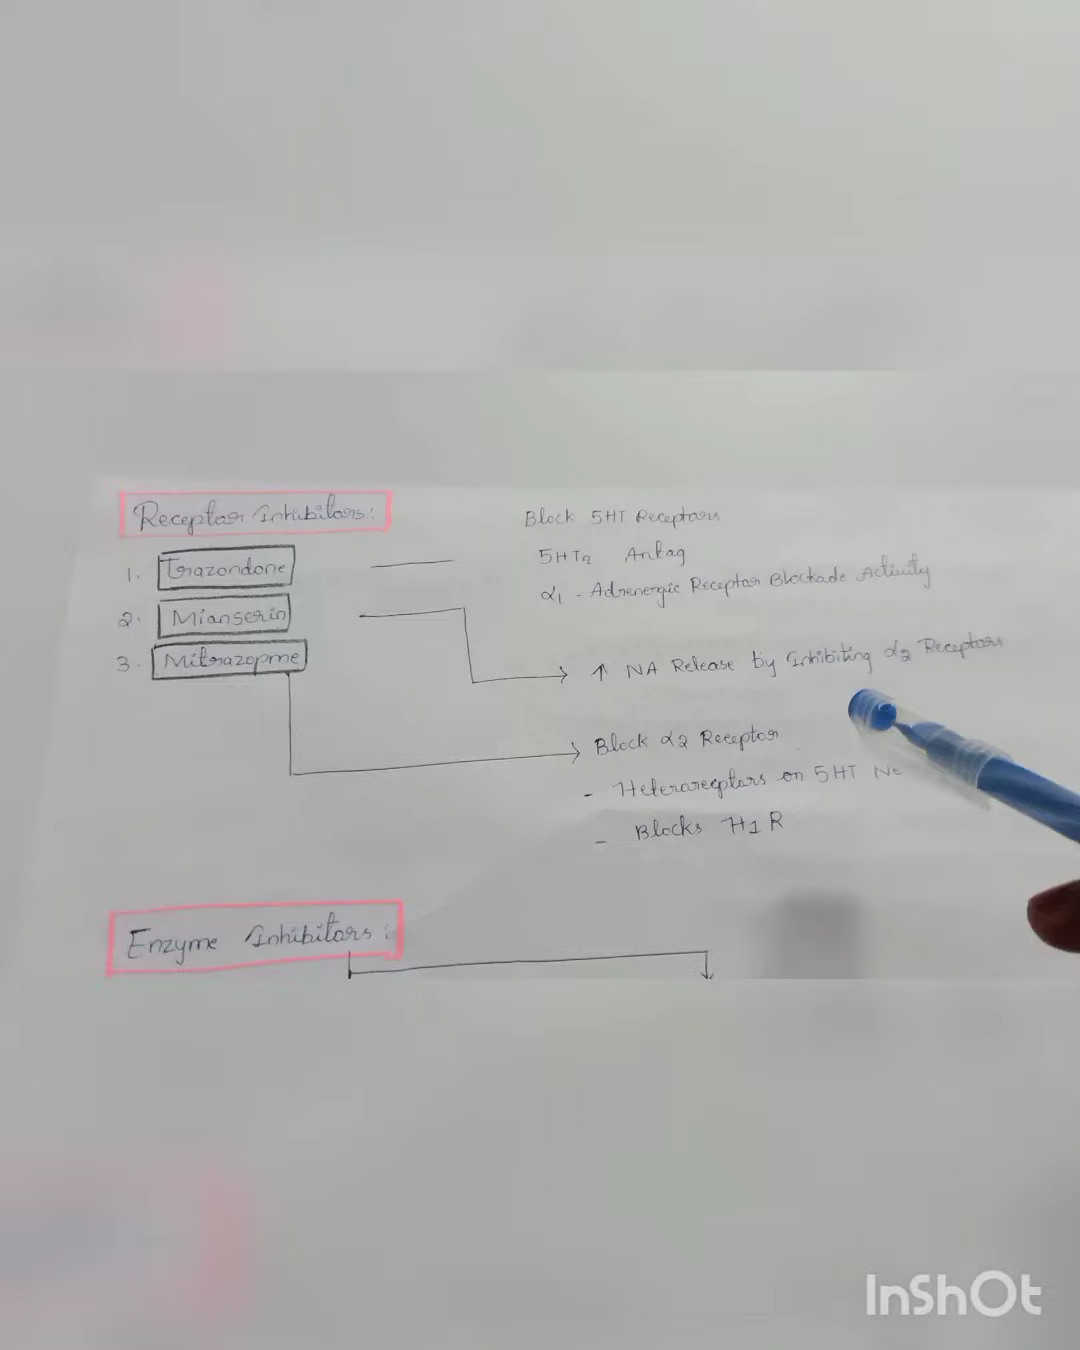 Receptor Inhibitors:
1. Trazondone
Block 5HT Receptors
5HT2 Antag
α1 - Adrenergic Receptor Blockade Activity
2. Mianserin
↑ NA Release by Inhibiting α2 Receptors
3. Mitrazapme
Block α2 Receptor
- Heteroreceptors on 5HT
- Blocks H1 R
Enzyme Inhibitors:
InShOt